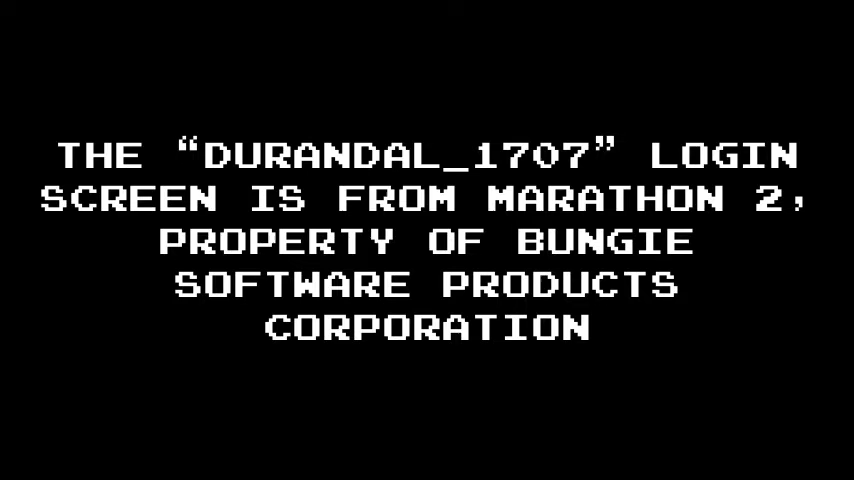 THE “DURANDAL_1707” LOGIN
SCREEN IS FROM MARATHON 2,
PROPERTY OF BUNGIE
SOFTWARE PRODUCTS
CORPORATION